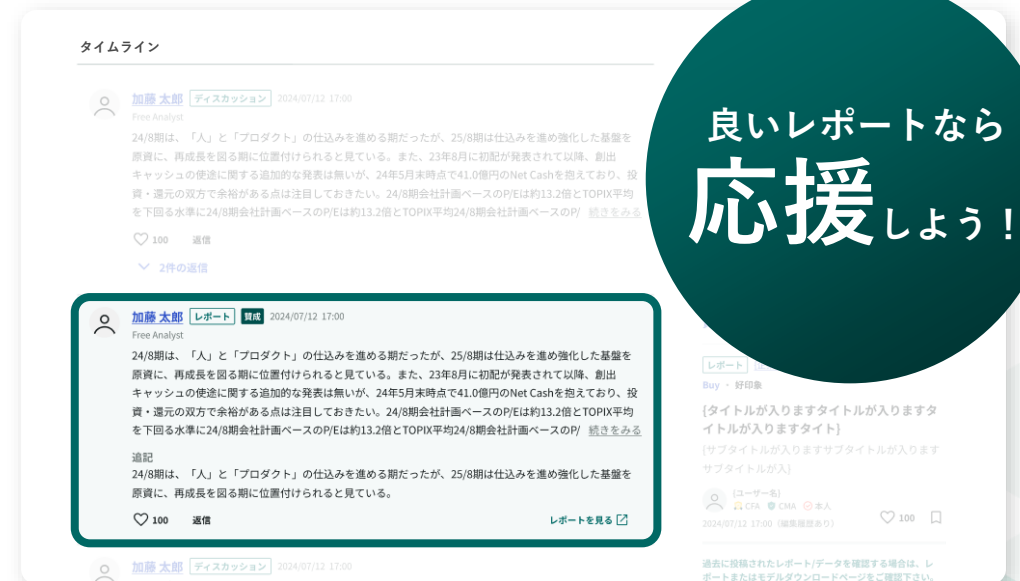 タイムライン
加藤 太郎 ディスカッション 2024/07/12 17:00
Free Analyst
24/8期は、「人」と「プロダクト」の仕込みを進める期だったが、25/8期は仕込みを進め強化した基盤を
原資に、再成長を図る期に位置付けられると見ている。また、23年8月に初配が発表されて以降、創出
キャッシュの使途に関する追加的な発表は無いが、24年5月末時点で41.0億円のNet Cashを抱えており、投
資・還元の双方で余裕がある点は注目しておきたい。24/8期会社計画ベースのP/Eは約13.2倍とTOPIX平均
を下回る水準に24/8期会社計画ベースのP/Eは約13.2倍とTOPIX平均24/8期会社計画ベースのP/ 続きをみる
100 返信
2件の返信
加藤 太郎 レポート 賛成 2024/07/12 17:00
Free Analyst
24/8期は、「人」と「プロダクト」の仕込みを進める期だったが、25/8期は仕込みを進め強化した基盤を
原資に、再成長を図る期に位置付けられると見ている。また、23年8月に初配が発表されて以降、創出
キャッシュの使途に関する追加的な発表は無いが、24年5月末時点で41.0億円のNet Cashを抱えており、投
資・還元の双方で余裕がある点は注目しておきたい。24/8期会社計画ベースのP/Eは約13.2倍とTOPIX平均
を下回る水準に24/8期会社計画ベースのP/Eは約13.2倍とTOPIX平均24/8期会社計画ベースのP/ 続きをみる
追記
24/8期は、「人」と「プロダクト」の仕込みを進める期だったが、25/8期は仕込みを進め強化した基盤を
原資に、再成長を図る期に位置付けられると見ている。
100 返信 レポートを見る
加藤 太郎 ディスカッション 2024/07/12 17:00
良いレポートなら
応援しよう！
レポート
Buy ・ 好印象
{タイトルが入りますタイトルが入りますタ
イトルが入りますタイト}
{サブタイトルが入りますサブタイトルが入ります
サブタイトルが入}
{ユーザー名}
CFA CMA 本人
2024/07/12 17:00（編集履歴あり） 100
過去に投稿されたレポート/データを確認する場合は、レ
ポートまたはモデルダウンロードページをご確認下さい。